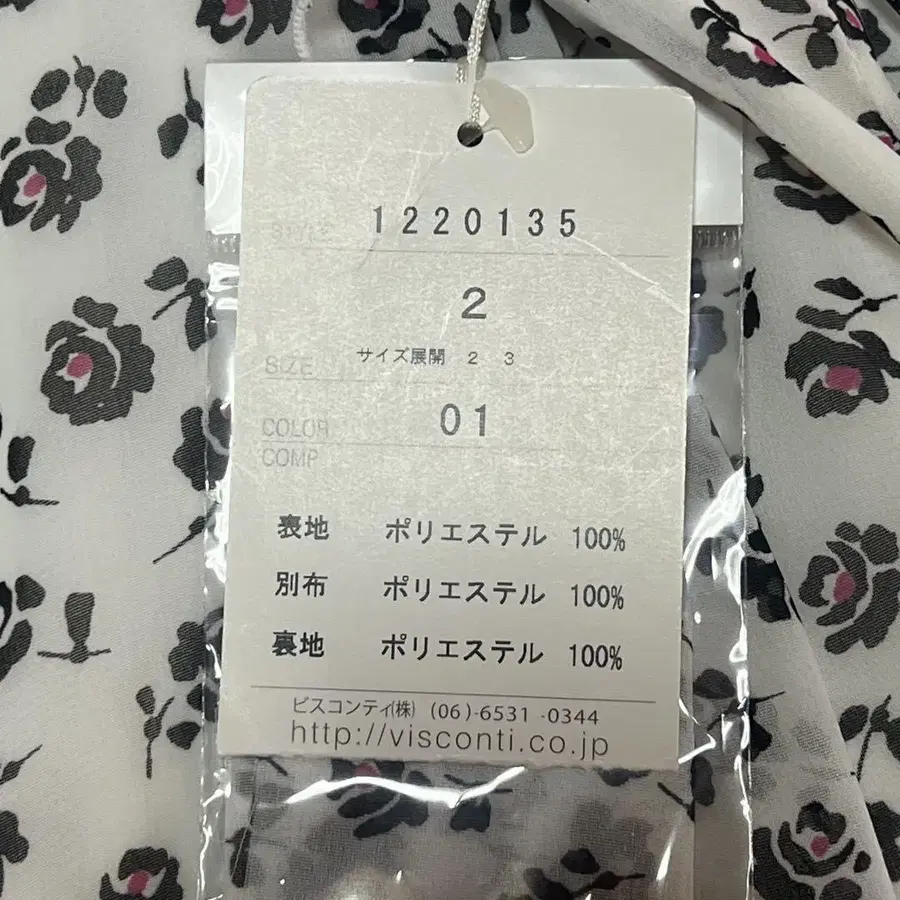 1220135
2
SIZE サイズ展開 2 3
COLOR 01
COMP
表地 ポリエステル 100%
別布 ポリエステル 100%
裏地 ポリエステル 100%
ビスコンティ(株) (06)-6531-0344
http://visconti.co.jp